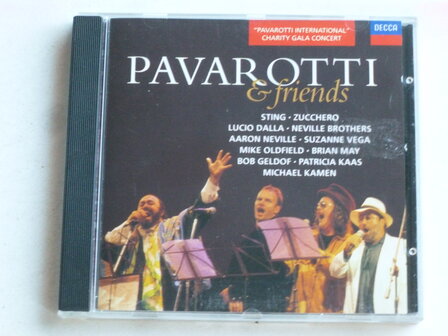 "PAVAROTTI INTERNATIONAL"
CHARITY GALA CONCERT
DECCA
PAVAROTTI
& friends
STING · ZUCCHERO
LUCIO DALLA · NEVILLE BROTHERS
AARON NEVILLE · SUZANNE VEGA
MIKE OLDFIELD · BRIAN MAY
BOB GELDOF · PATRICIA KAAS
MICHAEL KAMEN